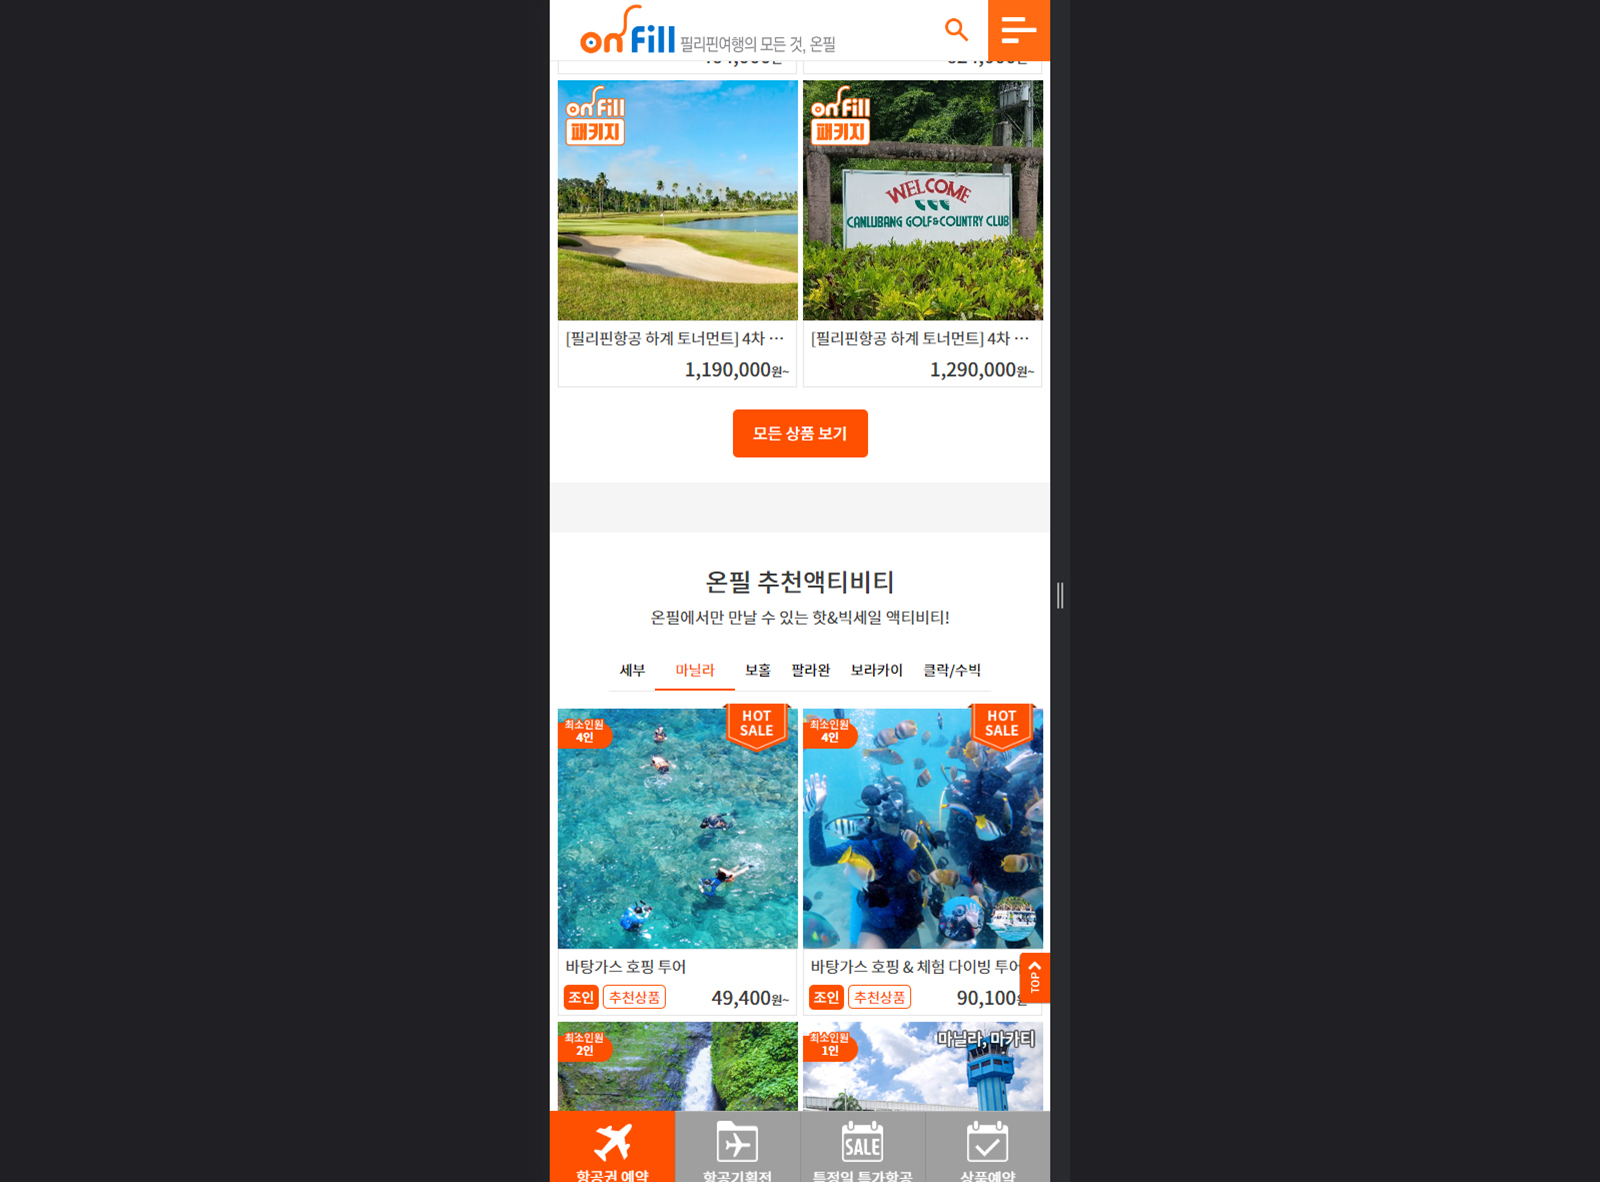 on Fill 필리핀여행의 모든 것, 온필
on Fill
패키지
on Fill
패키지
WELCOME
CANLUBANG GOLF & COUNTRY CLUB
[필리핀항공 하계 토너먼트] 4차 ···
1,190,000원~
[필리핀항공 하계 토너먼트] 4차 ···
1,290,000원~
모든 상품 보기
온필 추천액티비티
온필에서만 만날 수 있는 핫&빅세일 액티비티!
세부 마닐라 보홀 팔라완 보라카이 클락/수빅
최소인원
4인
HOT
SALE
최소인원
4인
HOT
SALE
바탕가스 호핑 투어
조인 추천상품 49,400원~
바탕가스 호핑 & 체험 다이빙 투어
조인 추천상품 90,100
TOP
최소인원
2인
최소인원
1인
마닐라, 마카티
항공권 예약
항공기획전
SALE
특정일 특가항공
상품예약